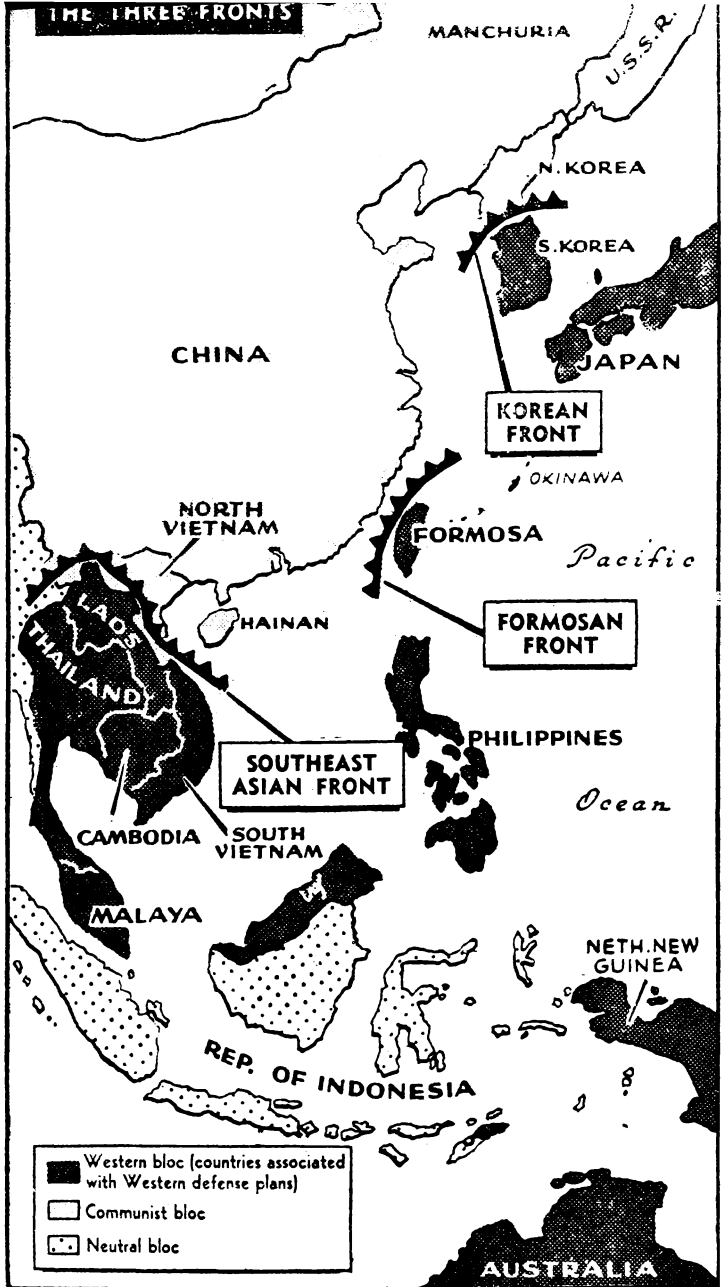 THE THREE FRONTS
MANCHURIA
U.S.S.R.
N. KOREA
S. KOREA
CHINA
JAPAN
KOREAN
FRONT
OKINAWA
NORTH
VIETNAM
FORMOSA
Pacific
LAOS
HAINAN
FORMOSAN
FRONT
THAILAND
PHILIPPINES
SOUTHEAST
ASIAN FRONT
Ocean
CAMBODIA
SOUTH
VIETNAM
MALAYA
NETH. NEW
GUINEA
REP. OF INDONESIA
Western bloc (countries associated
with Western defense plans)
Communist bloc
Neutral bloc
AUSTRALIA